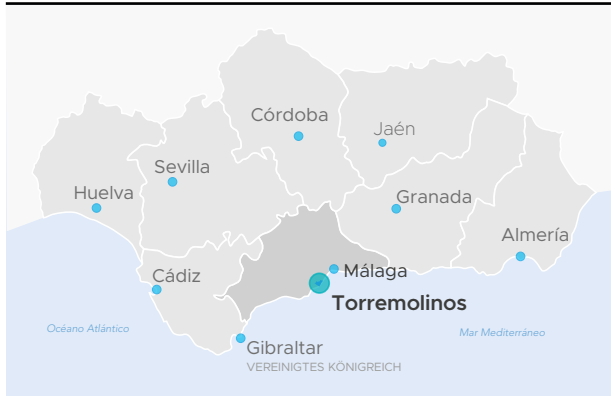 Córdoba
Jaén
Sevilla
Huelva
Granada
Almería
Málaga
Cádiz
Torremolinos
Océano Atlántico
Mar Mediterráneo
Gibraltar
VEREINIGTES KÖNIGREICH